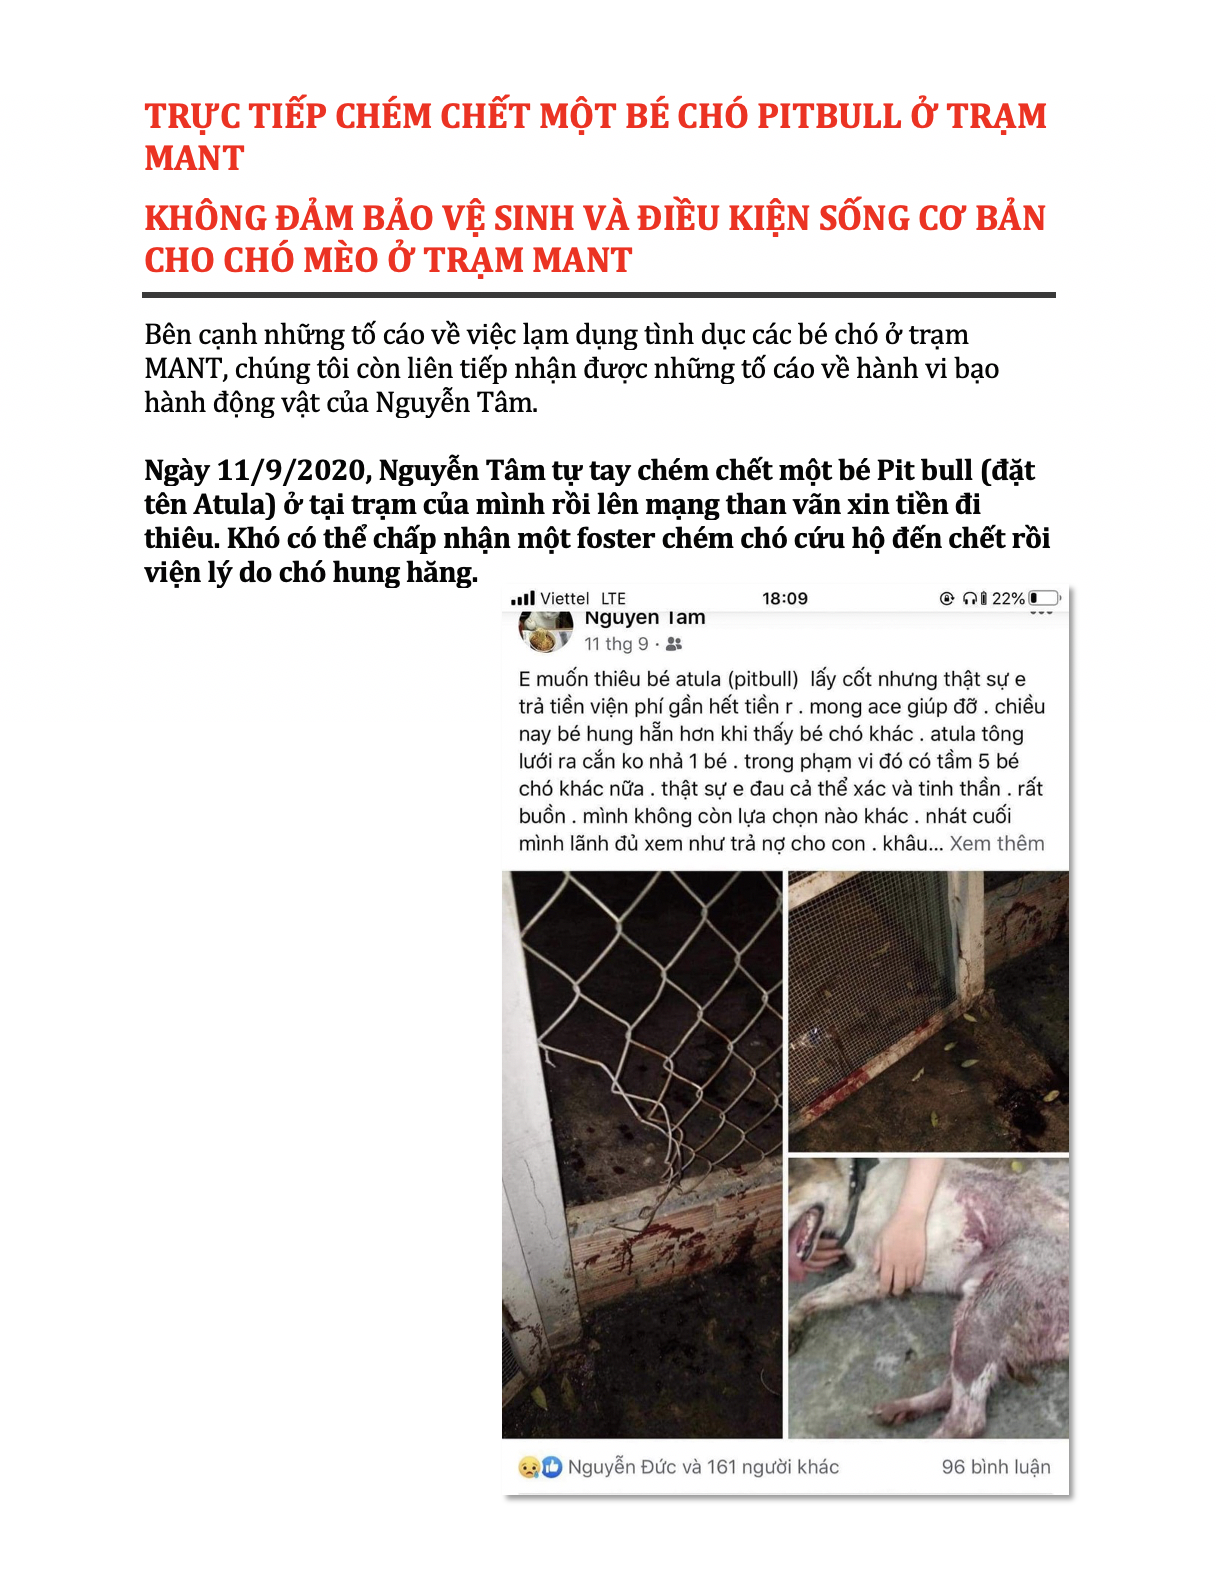 TRỰC TIẾP CHÉM CHẾT MỘT BÉ CHÓ PITBULL Ở TRẠM
MANT
KHÔNG ĐẢM BẢO VỆ SINH VÀ ĐIỀU KIỆN SỐNG CƠ BẢN
CHO CHÓ MÈO Ở TRẠM MANT
Bên cạnh những tố cáo về việc lạm dụng tình dục các bé chó ở trạm
MANT, chúng tôi còn liên tiếp nhận được những tố cáo về hành vi bạo
hành động vật của Nguyễn Tâm.
Ngày 11/9/2020, Nguyễn Tâm tự tay chém chết một bé Pit bull (đặt
tên Atula) ở tại trạm của mình rồi lên mạng than vãn xin tiền đi
thiêu. Khó có thể chấp nhận một foster chém chó cứu hộ đến chết rồi
viện lý do chó hung hăng.
Viettel LTE 18:09 22%
Nguyen Tam
11 thg 9 ·
E muốn thiêu bé atula (pitbull) lấy cốt nhưng thật sự e
trả tiền viện phí gần hết tiền r . mong ace giúp đỡ . chiều
nay bé hung hẵn hơn khi thấy bé chó khác . atula tông
lưới ra cắn ko nhả 1 bé . trong phạm vi đó có tầm 5 bé
chó khác nữa . thật sự e đau cả thể xác và tinh thần . rất
buồn . mình không còn lựa chọn nào khác . nhát cuối
mình lãnh đủ xem như trả nợ cho con . khâu... Xem thêm
Nguyễn Đức và 161 người khác 96 bình luận